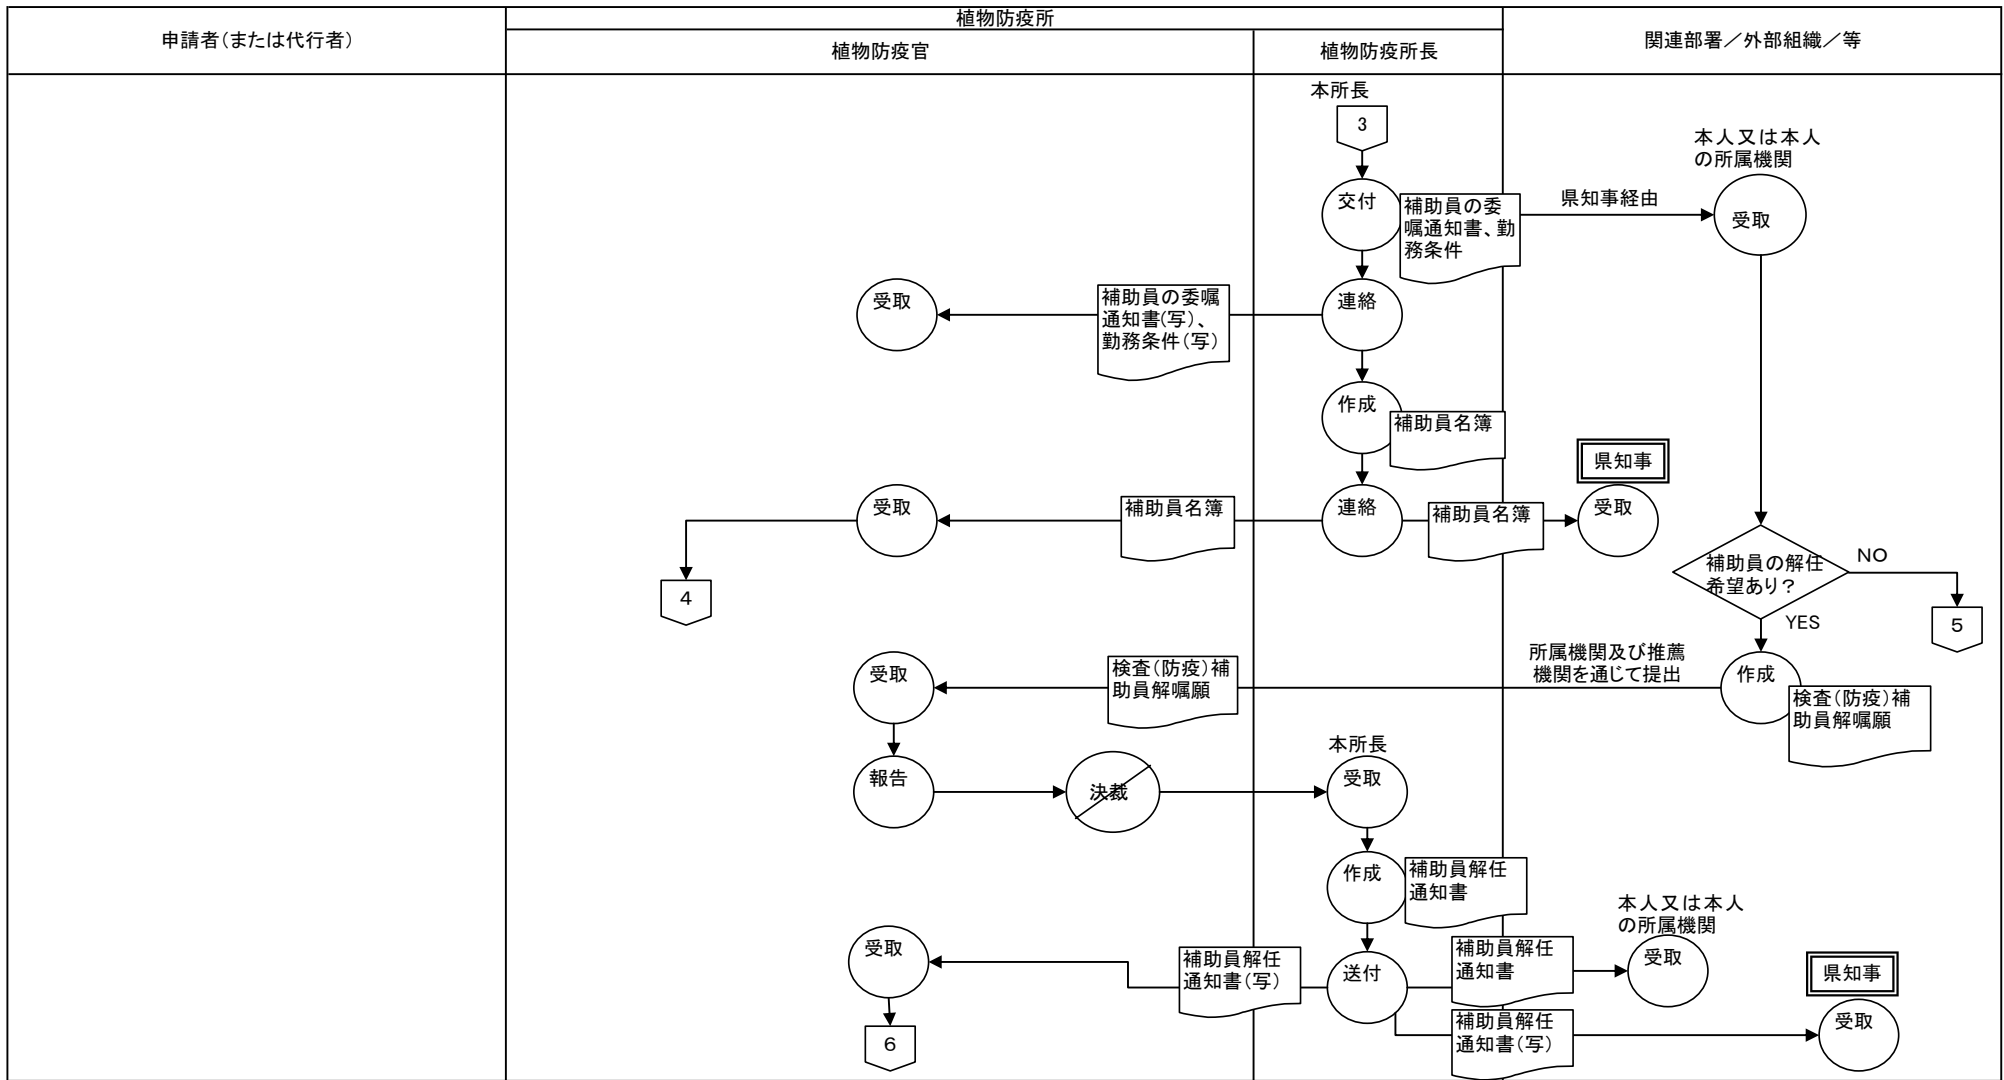 植物防疫所
申請者(または代行者)
植物防疫官
植物防疫所長
関連部署/外部組織/等
本所長
3
本人又は本人
の所属機関
交付
補助員の委
嘱通知書、勤
務条件
県知事経由
受取
受取
補助員の委嘱
通知書(写)、
勤務条件(写)
連絡
作成
補助員名簿
県知事
受取
補助員名簿
連絡
補助員名簿
受取
補助員の解任
希望あり?
NO
YES
4
5
受取
検査(防疫)補
助員解嘱願
所属機関及び推薦
機関を通じて提出
作成
検査(防疫)補
助員解嘱願
本所長
報告
決裁
受取
作成
補助員解任
通知書
本人又は本人
の所属機関
受取
補助員解任
通知書(写)
送付
補助員解任
通知書
受取
県知事
補助員解任
通知書(写)
受取
6